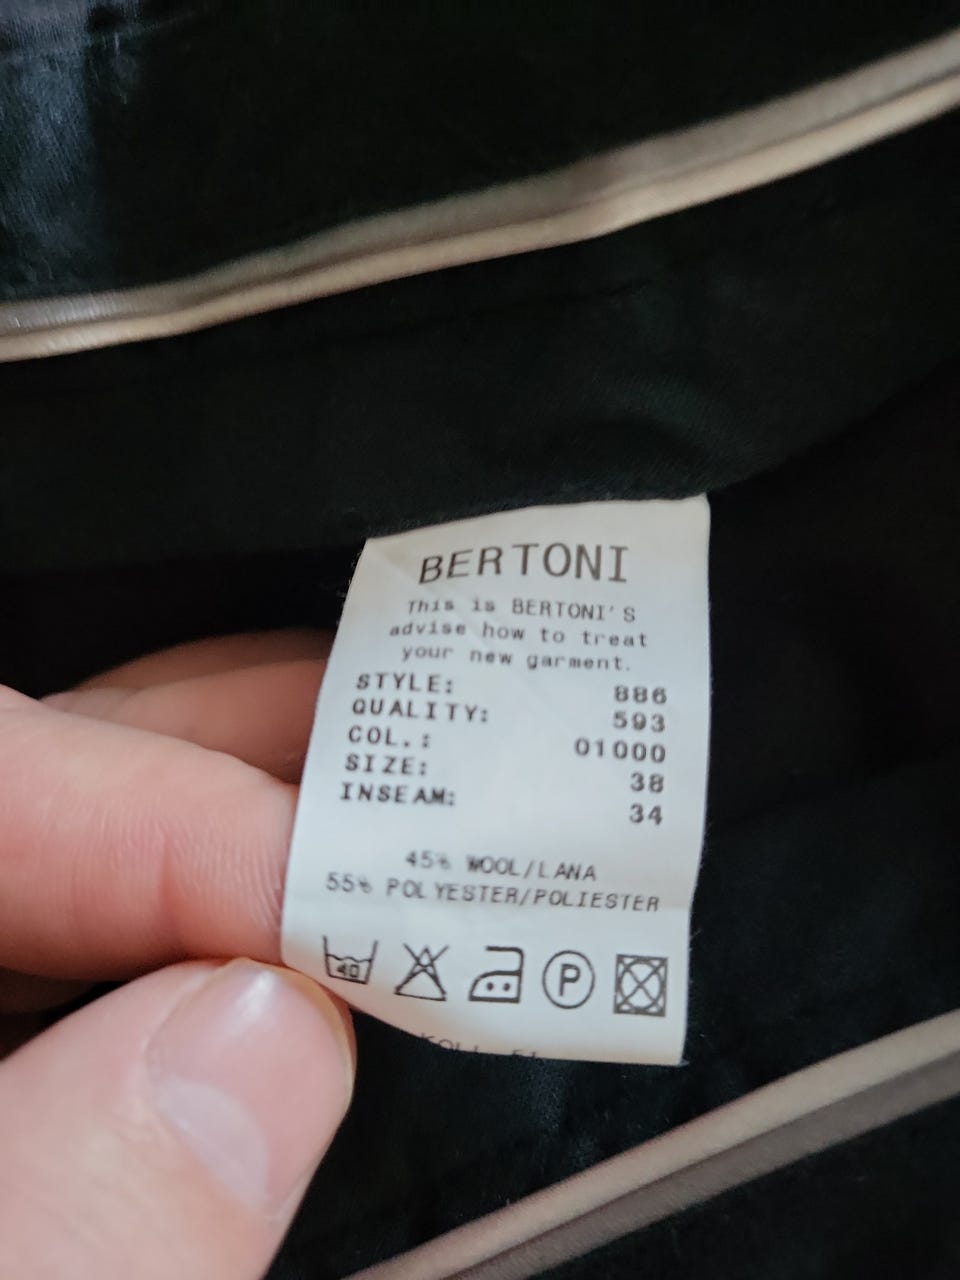 BERTONI
This is BERTONI'S
advise how to treat
your new garment.
STYLE: 886
QUALITY: 593
COL.: 01000
SIZE: 38
INSEAM: 34
45% WOOL/LANA
55% POLYESTER/POLIESTER
40
P